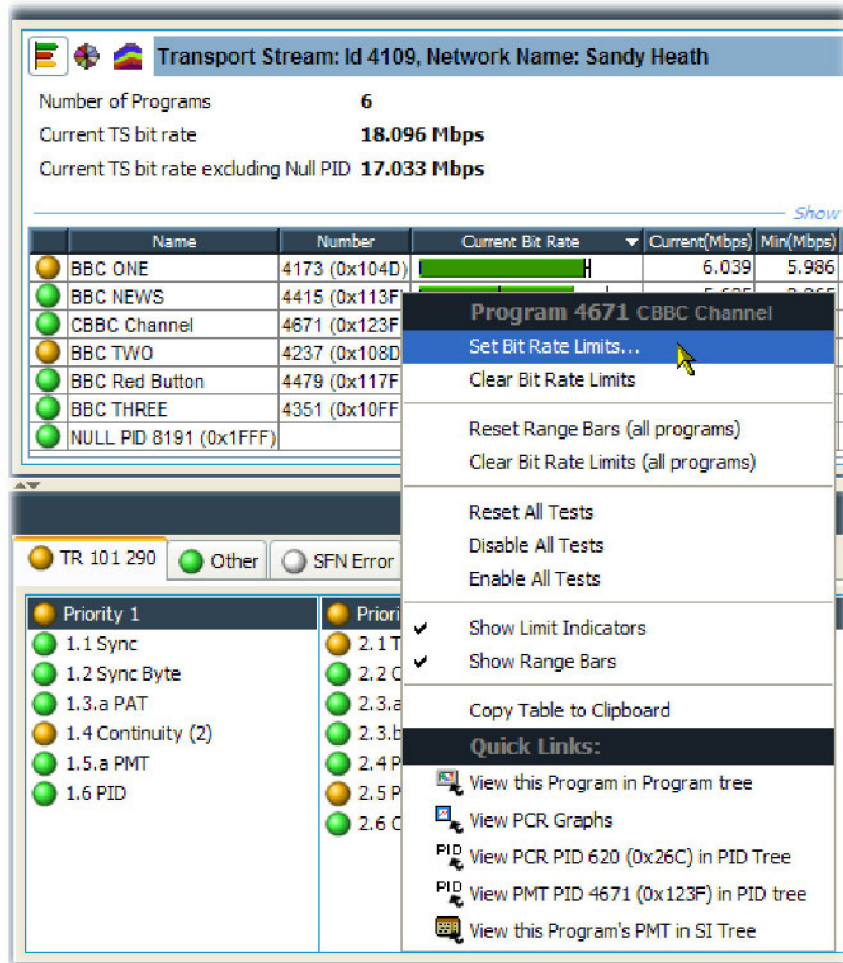 Transport Stream: Id 4109, Network Name: Sandy Heath
Number of Programs 6
Current TS bit rate 18.096 Mbps
Current TS bit rate excluding Null PID 17.033 Mbps
Show
Name Number Current Bit Rate Current(Mbps) Min(Mbps)
BBC ONE 4173 (0x104D) 6.039 5.986
BBC NEWS 4415 (0x113F)
CBBC Channel 4671 (0x123F
BBC TWO 4237 (0x108D
BBC Red Button 4479 (0x117F
BBC THREE 4351 (0x10FF
NULL PID 8191 (0x1FFF)
Program 4671 CBBC Channel
Set Bit Rate Limits...
Clear Bit Rate Limits
Reset Range Bars (all programs)
Clear Bit Rate Limits (all programs)
Reset All Tests
Disable All Tests
Enable All Tests
Show Limit Indicators
Show Range Bars
Copy Table to Clipboard
Quick Links:
View this Program in Program tree
View PCR Graphs
PID View PCR PID 620 (0x26C) in PID Tree
PID View PMT PID 4671 (0x123F) in PID tree
View this Program's PMT in SI Tree
TR 101 290 Other SFN Error
Priority 1
1.1 Sync
1.2 Sync Byte
1.3.a PAT
1.4 Continuity (2)
1.5.a PMT
1.6 PID
Priori
2.1 T
2.2 C
2.3.a
2.3.b
2.4 P
2.5 P
2.6 C